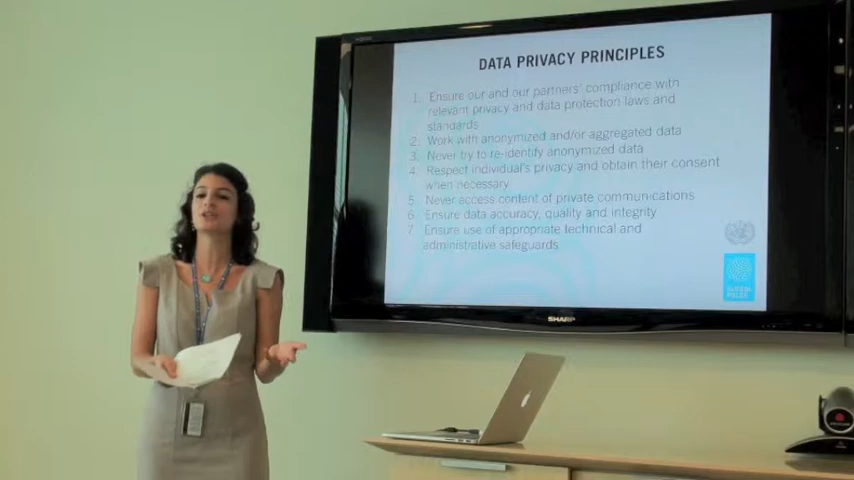 DATA PRIVACY PRINCIPLES
1. Ensure our and our partners' compliance with
relevant privacy and data protection laws and
standards
2. Work with anonymized and/or aggregated data
3. Never try to re-identify anonymized data
4. Respect individual's privacy and obtain their consent
when necessary
5. Never access content of private communications
6. Ensure data accuracy, quality and integrity
7. Ensure use of appropriate technical and
administrative safeguards
GLOBAL
PULSE
SHARP